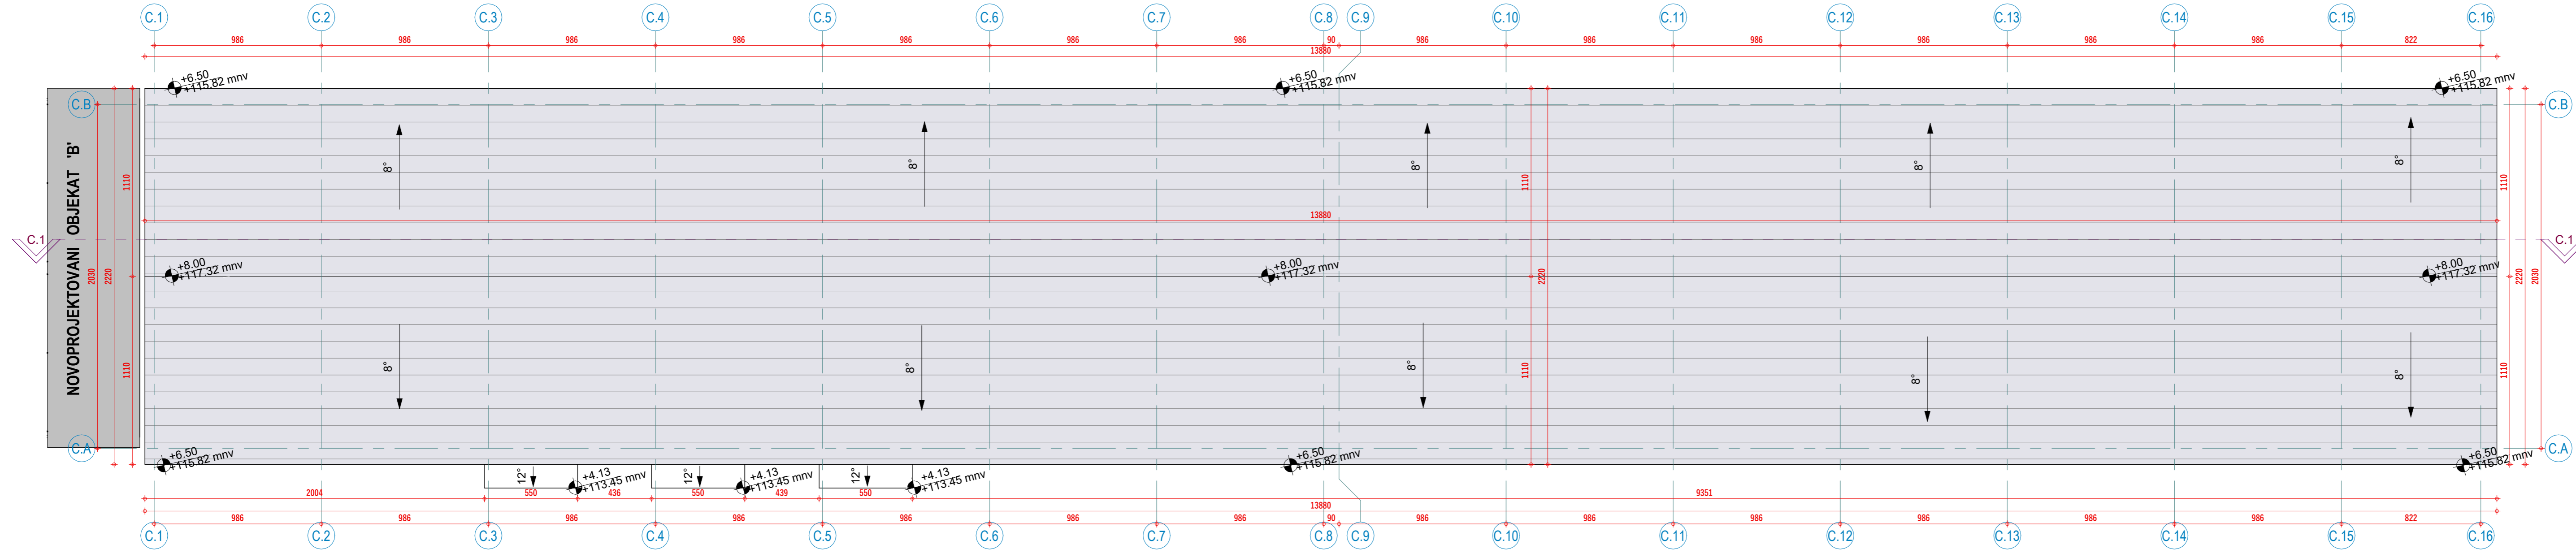 C.1 C.2 C.3 C.4 C.5 C.6 C.7 C.8 C.9 C.10 C.11 C.12 C.13 C.14 C.15 C.16
986 986 986 986 986 986 986 90 986 986 986 986 986 986 822
13880
+6.50 +6.50 +6.50
+115.82 mnv +115.82 mnv +115.82 mnv
C.B C.B
8° 8° 8° 8° 8°
1110 1110 1110
13880
C.1 C.1
NOVOPROJEKTOVANI OBJEKAT 'B'
+8.00 +8.00 +8.00
+117.32 mnv +117.32 mnv +117.32 mnv
2030 2220 2220 2220 2030
8° 8° 8° 8° 8°
1110 1110 1110
C.A C.A
+6.50 +6.50 +6.50
+115.82 mnv +115.82 mnv +115.82 mnv
12° 12° 12°
+4.13 +4.13 +4.13
+113.45 mnv +113.45 mnv +113.45 mnv
2004 550 436 550 439 550 9351
13880
986 986 986 986 986 986 986 90 986 986 986 986 986 986 822
C.1 C.2 C.3 C.4 C.5 C.6 C.7 C.8 C.9 C.10 C.11 C.12 C.13 C.14 C.15 C.16